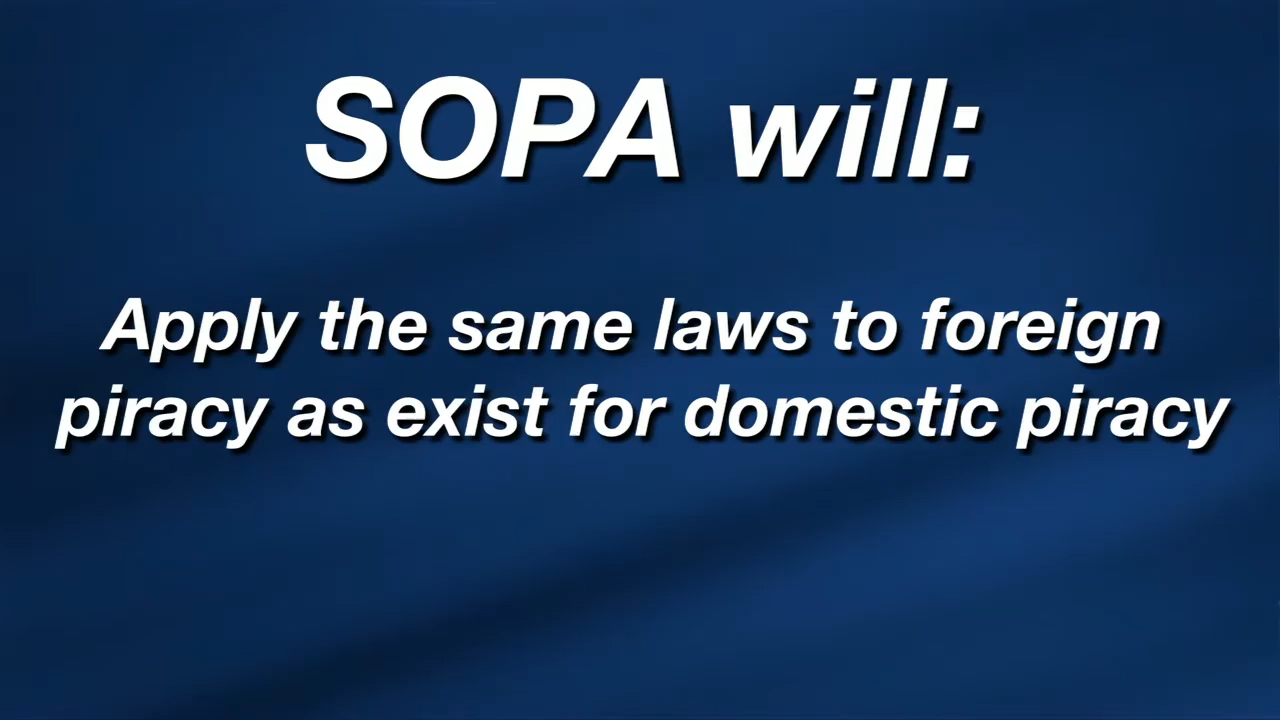 SOPA will:
Apply the same laws to foreign
piracy as exist for domestic piracy